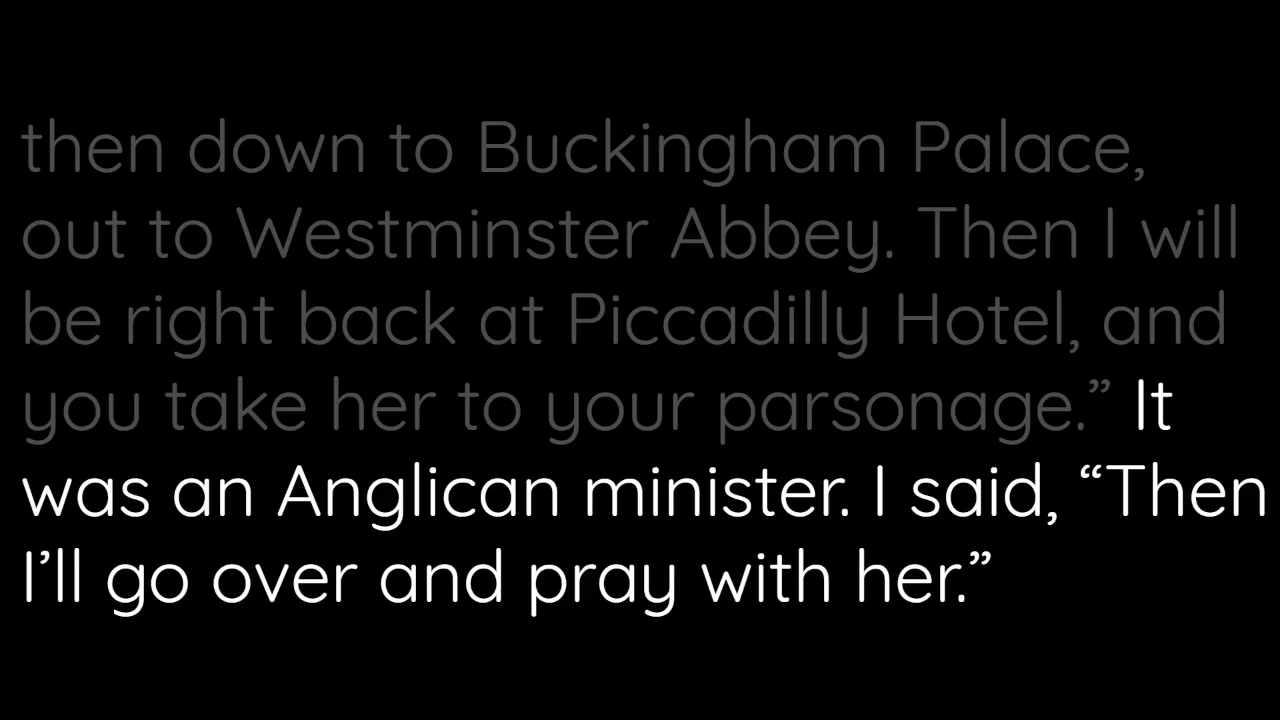 then down to Buckingham Palace,
out to Westminster Abbey. Then I will
be right back at Piccadilly Hotel, and
you take her to your parsonage.” It
was an Anglican minister. I said, “Then
I’ll go over and pray with her.”